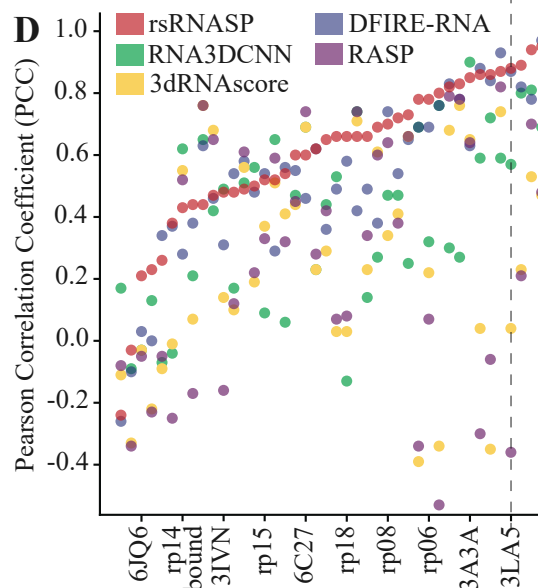 D
rsRNASP
DFIRE-RNA
RNA3DCNN
RASP
3dRNAscore
Pearson Correlation Coefficient (PCC)
1.0
0.8
0.6
0.4
0.2
0.0
-0.2
-0.4
6JQ6
rp14
bound
3IVN
rp15
6C27
rp18
rp08
rp06
3A3A
3LA5